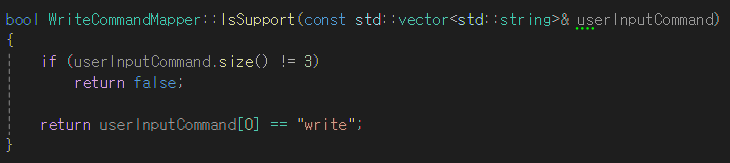 bool WriteCommandMapper::IsSupport(const std::vector<std::string>& userInputCommand)
{
    if (userInputCommand.size() != 3)
        return false;

    return userInputCommand[0] == "write";
}